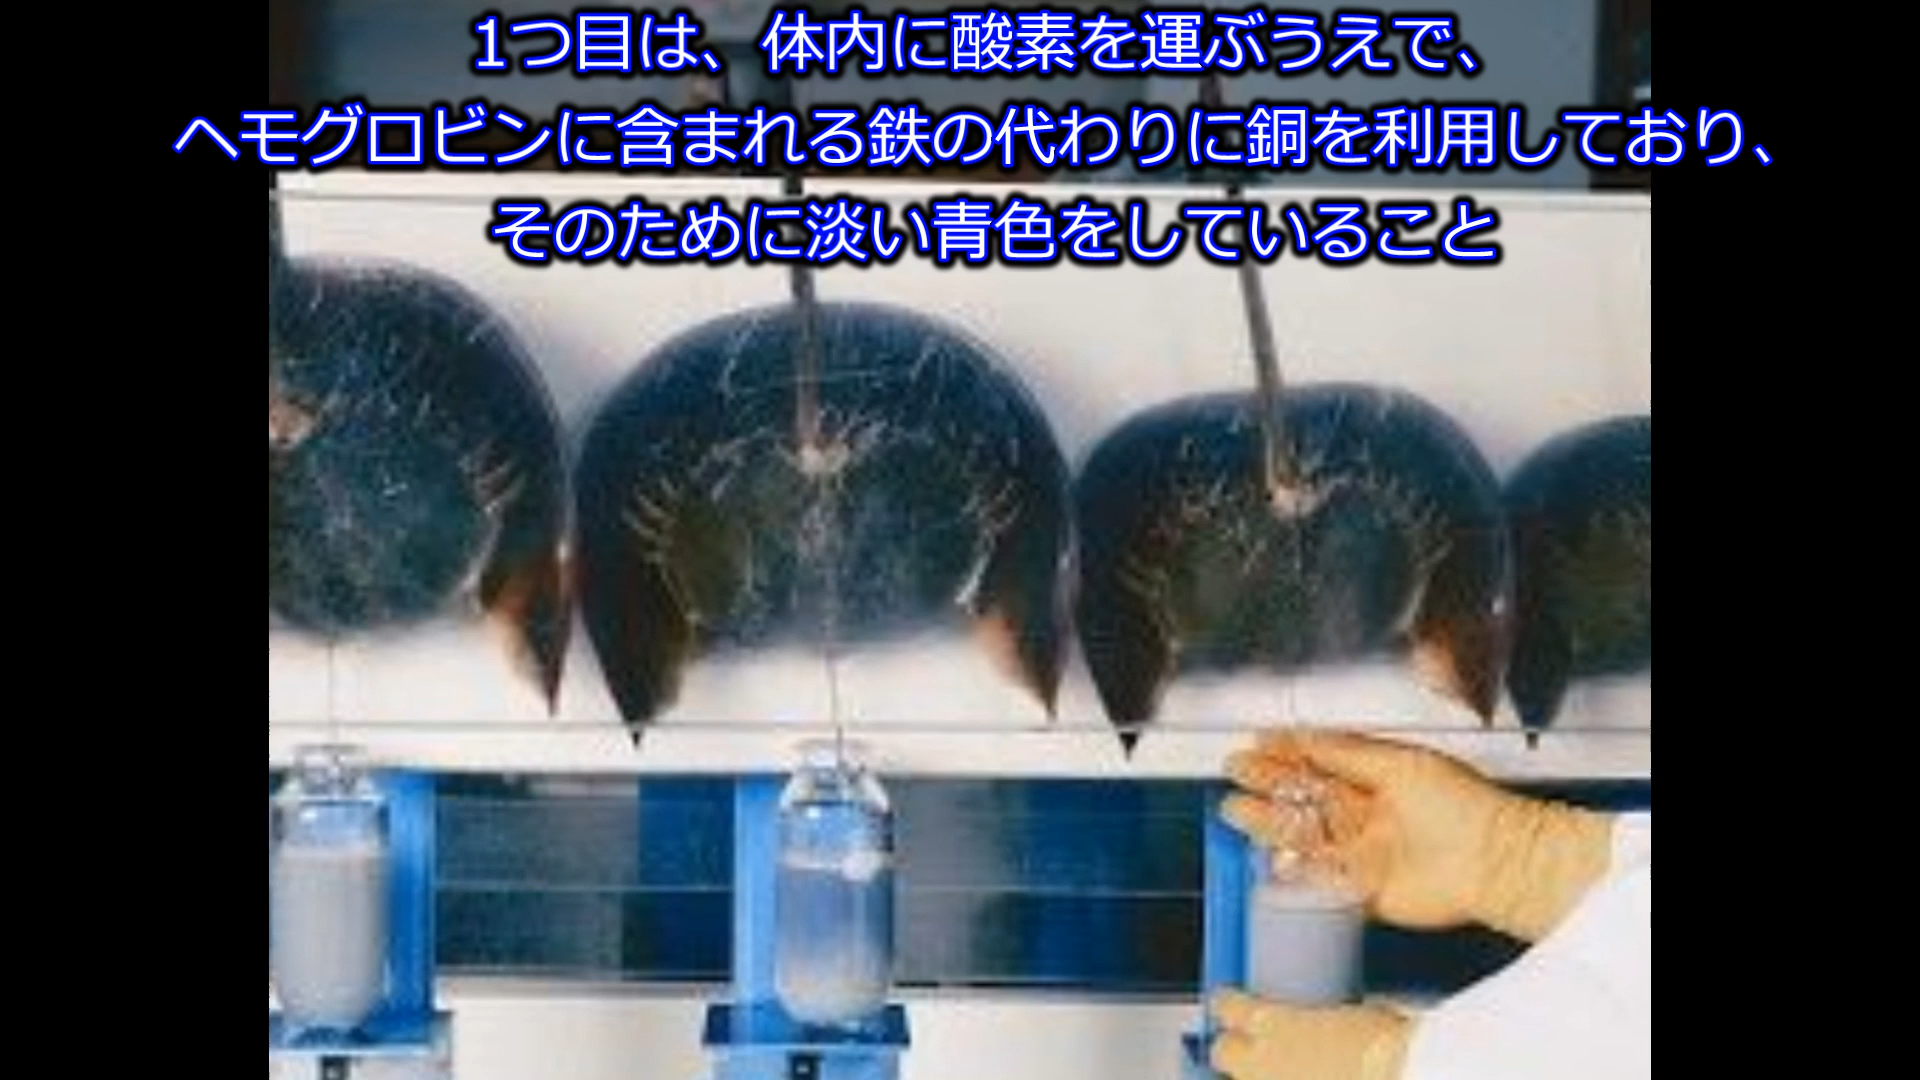 1つ目は、体内に酸素を運ぶうえで、
ヘモグロビンに含まれる鉄の代わりに銅を利用しており、
そのために淡い青色をしていること